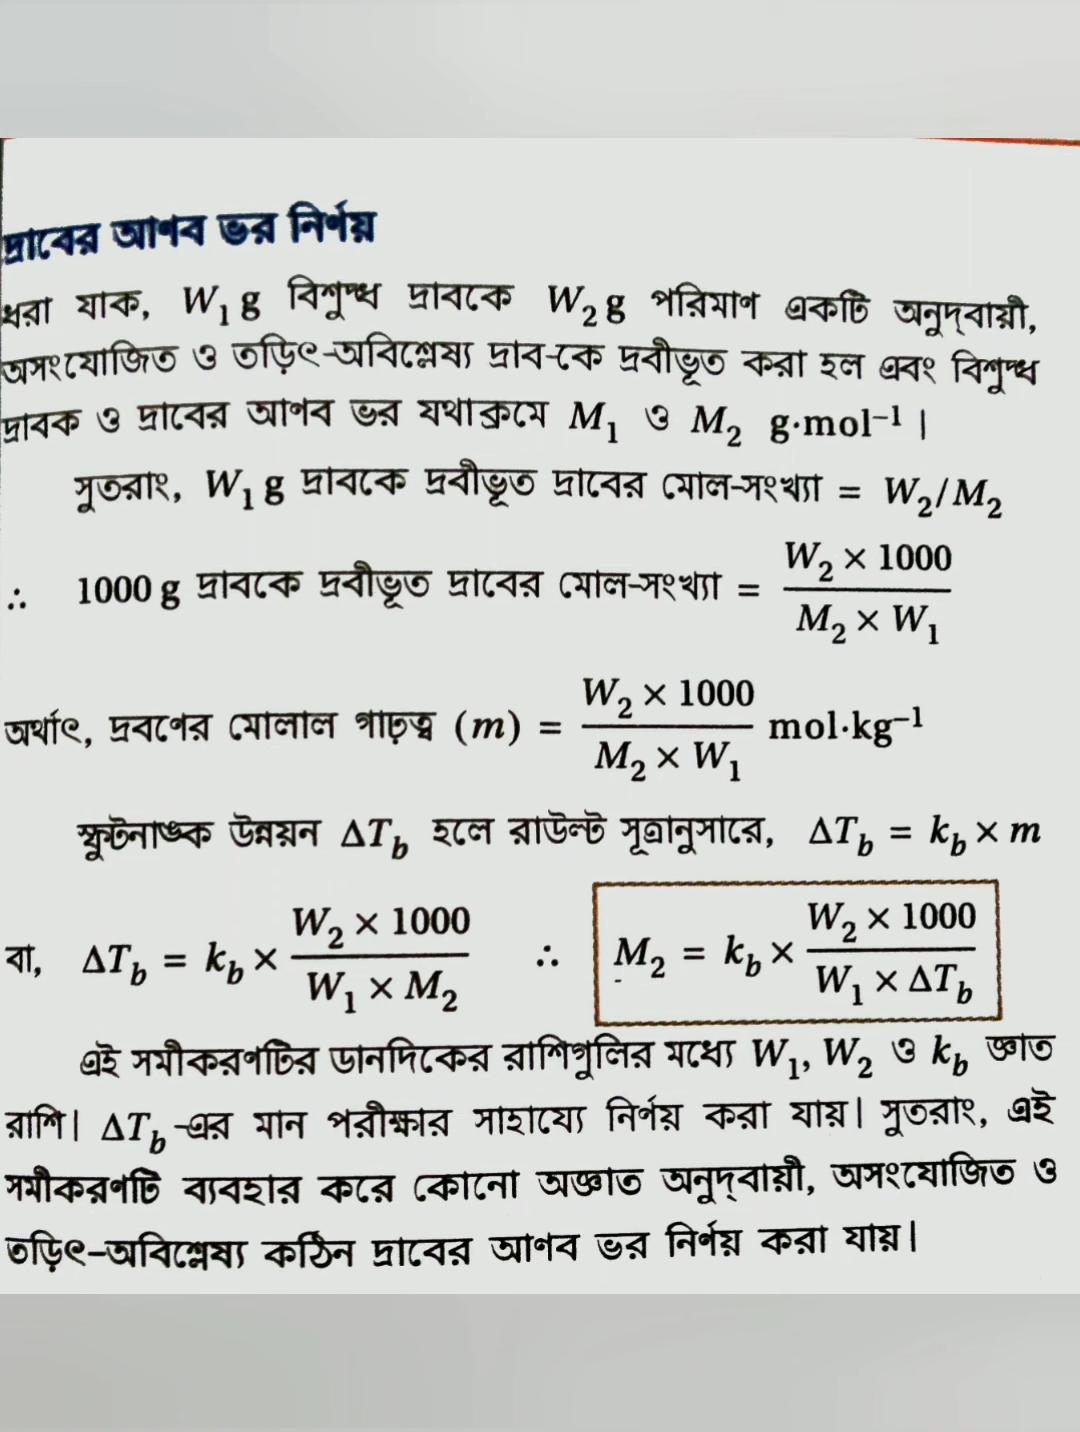 দ্রাবের আণব ভর নির্ণয়
ধরা যাক, W₁ g বিশুদ্ধ দ্রাবকে W₂ g পরিমাণ একটি অনুদ্‌বায়ী,
অসংযোজিত ও তড়িৎ-অবিশ্লেষ্য দ্রাব-কে দ্রবীভূত করা হল এবং বিশুদ্ধ
দ্রাবক ও দ্রাবের আণব ভর যথাক্রমে M₁ ও M₂ g·mol⁻¹।
সুতরাং, W₁ g দ্রাবকে দ্রবীভূত দ্রাবের মোল-সংখ্যা = W₂/M₂
∴ 1000 g দ্রাবকে দ্রবীভূত দ্রাবের মোল-সংখ্যা = (W₂ × 1000)/(M₂ × W₁)
অর্থাৎ, দ্রবণের মোলাল গাঢ়ত্ব (m) = (W₂ × 1000)/(M₂ × W₁) mol·kg⁻¹
স্ফুটনাঙ্ক উন্নয়ন ΔT_b হলে রাউল্ট সূত্রানুসারে, ΔT_b = k_b × m
বা, ΔT_b = k_b × (W₂ × 1000)/(W₁ × M₂) ∴ M₂ = k_b × (W₂ × 1000)/(W₁ × ΔT_b)
এই সমীকরণটির ডানদিকের রাশিগুলির মধ্যে W₁, W₂ ও k_b জ্ঞাত
রাশি। ΔT_b-এর মান পরীক্ষার সাহায্যে নির্ণয় করা যায়। সুতরাং, এই
সমীকরণটি ব্যবহার করে কোনো অজ্ঞাত অনুদ্‌বায়ী, অসংযোজিত ও
তড়িৎ-অবিশ্লেষ্য কঠিন দ্রাবের আণব ভর নির্ণয় করা যায়।